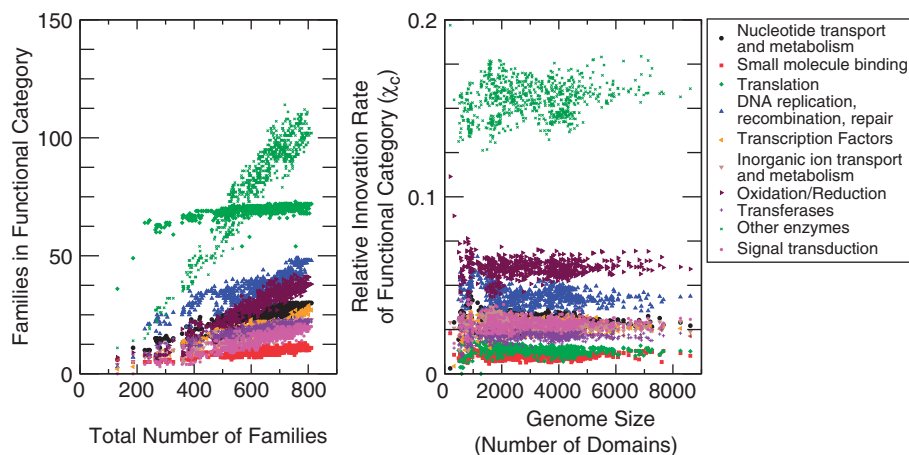 150
100
50
0
Families in Functional Category
0 200 400 600 800
Total Number of Families
0.2
0.1
0
Relative Innovation Rate
of Functional Category (χc)
0 2000 4000 6000 8000
Genome Size
(Number of Domains)
Nucleotide transport
and metabolism
Small molecule binding
Translation
DNA replication,
recombination, repair
Transcription Factors
Inorganic ion transport
and metabolism
Oxidation/Reduction
Transferases
Other enzymes
Signal transduction